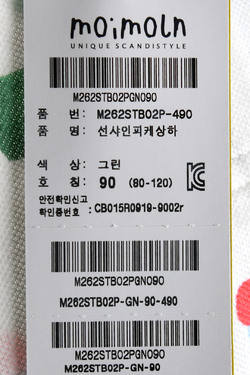 moimoln
UNIQUE SCANDISTYLE
M262STB02PGN090
품 번: M262STB02P-490
품 명: 선샤인피케상하
색 상: 그린
호 칭: 90 (80-120)
안전확인신고
확인증번호 : CB015R0919-9002r
M262STB02PGN090
M262STB02P-GN-90-490
M262STB02PGN090
M262STB02P-GN-90